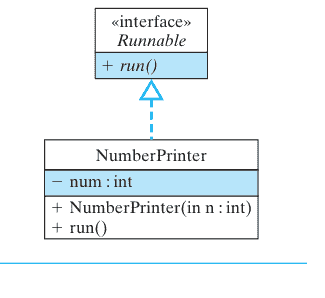 «interface»
Runnable
+ run()
NumberPrinter
− num : int
+ NumberPrinter(in n : int)
+ run()